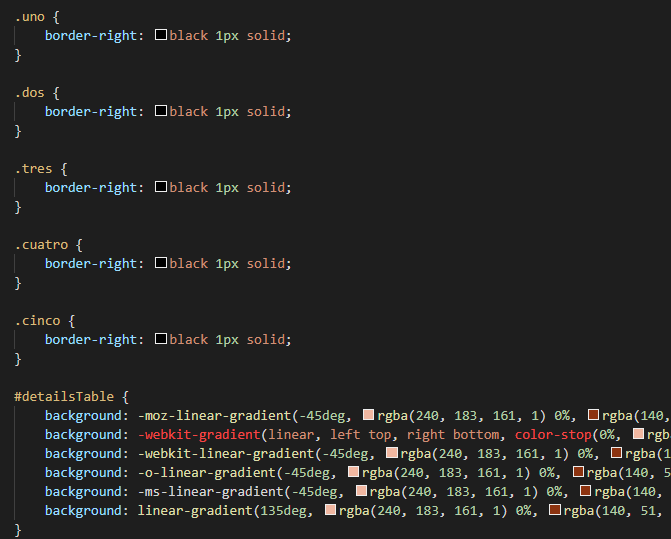 .uno {
border-right: black 1px solid;
}
.dos {
border-right: black 1px solid;
}
.tres {
border-right: black 1px solid;
}
.cuatro {
border-right: black 1px solid;
}
.cinco {
border-right: black 1px solid;
}
#detailsTable {
background: -moz-linear-gradient(-45deg, rgba(240, 183, 161, 1) 0%, rgba(140,
background: -webkit-gradient(linear, left top, right bottom, color-stop(0%, rgb
background: -webkit-linear-gradient(-45deg, rgba(240, 183, 161, 1) 0%, rgba(1
background: -o-linear-gradient(-45deg, rgba(240, 183, 161, 1) 0%, rgba(140, 5
background: -ms-linear-gradient(-45deg, rgba(240, 183, 161, 1) 0%, rgba(140,
background: linear-gradient(135deg, rgba(240, 183, 161, 1) 0%, rgba(140, 51,
}